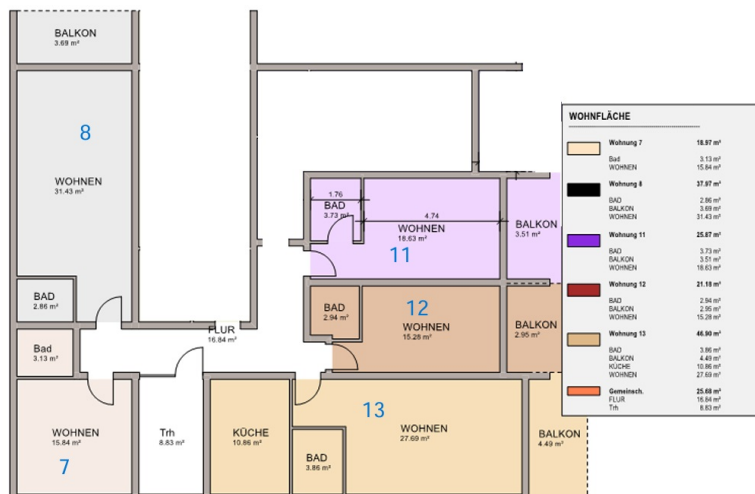 BALKON
3.69 m²
8
WOHNEN
31.43 m²
BAD
2.86 m²
Bad
3.13 m²
WOHNEN
15.84 m²
7
FLUR
16.84 m²
Trh
8.83 m²
1.76
BAD
3.73 m²
4.74
WOHNEN
18.63 m²
11
BALKON
3.51 m²
BAD
2.94 m²
12
WOHNEN
15.28 m²
BALKON
2.95 m²
KÜCHE
10.86 m²
13
WOHNEN
27.69 m²
BAD
3.86 m²
BALKON
4.49 m²
WOHNFLÄCHE
Wohnung 7 18.97 m²
Bad 3.13 m²
WOHNEN 15.84 m²
Wohnung 8 37.97 m²
BAD 2.86 m²
BALKON 3.69 m²
WOHNEN 31.43 m²
Wohnung 11 25.87 m²
BAD 3.73 m²
BALKON 3.51 m²
WOHNEN 18.63 m²
Wohnung 12 21.18 m²
BAD 2.94 m²
BALKON 2.95 m²
WOHNEN 15.28 m²
Wohnung 13 46.90 m²
BAD 3.86 m²
BALKON 4.49 m²
KÜCHE 10.86 m²
WOHNEN 27.69 m²
Gemeinsch. 25.68 m²
FLUR 16.84 m²
Trh 8.83 m²